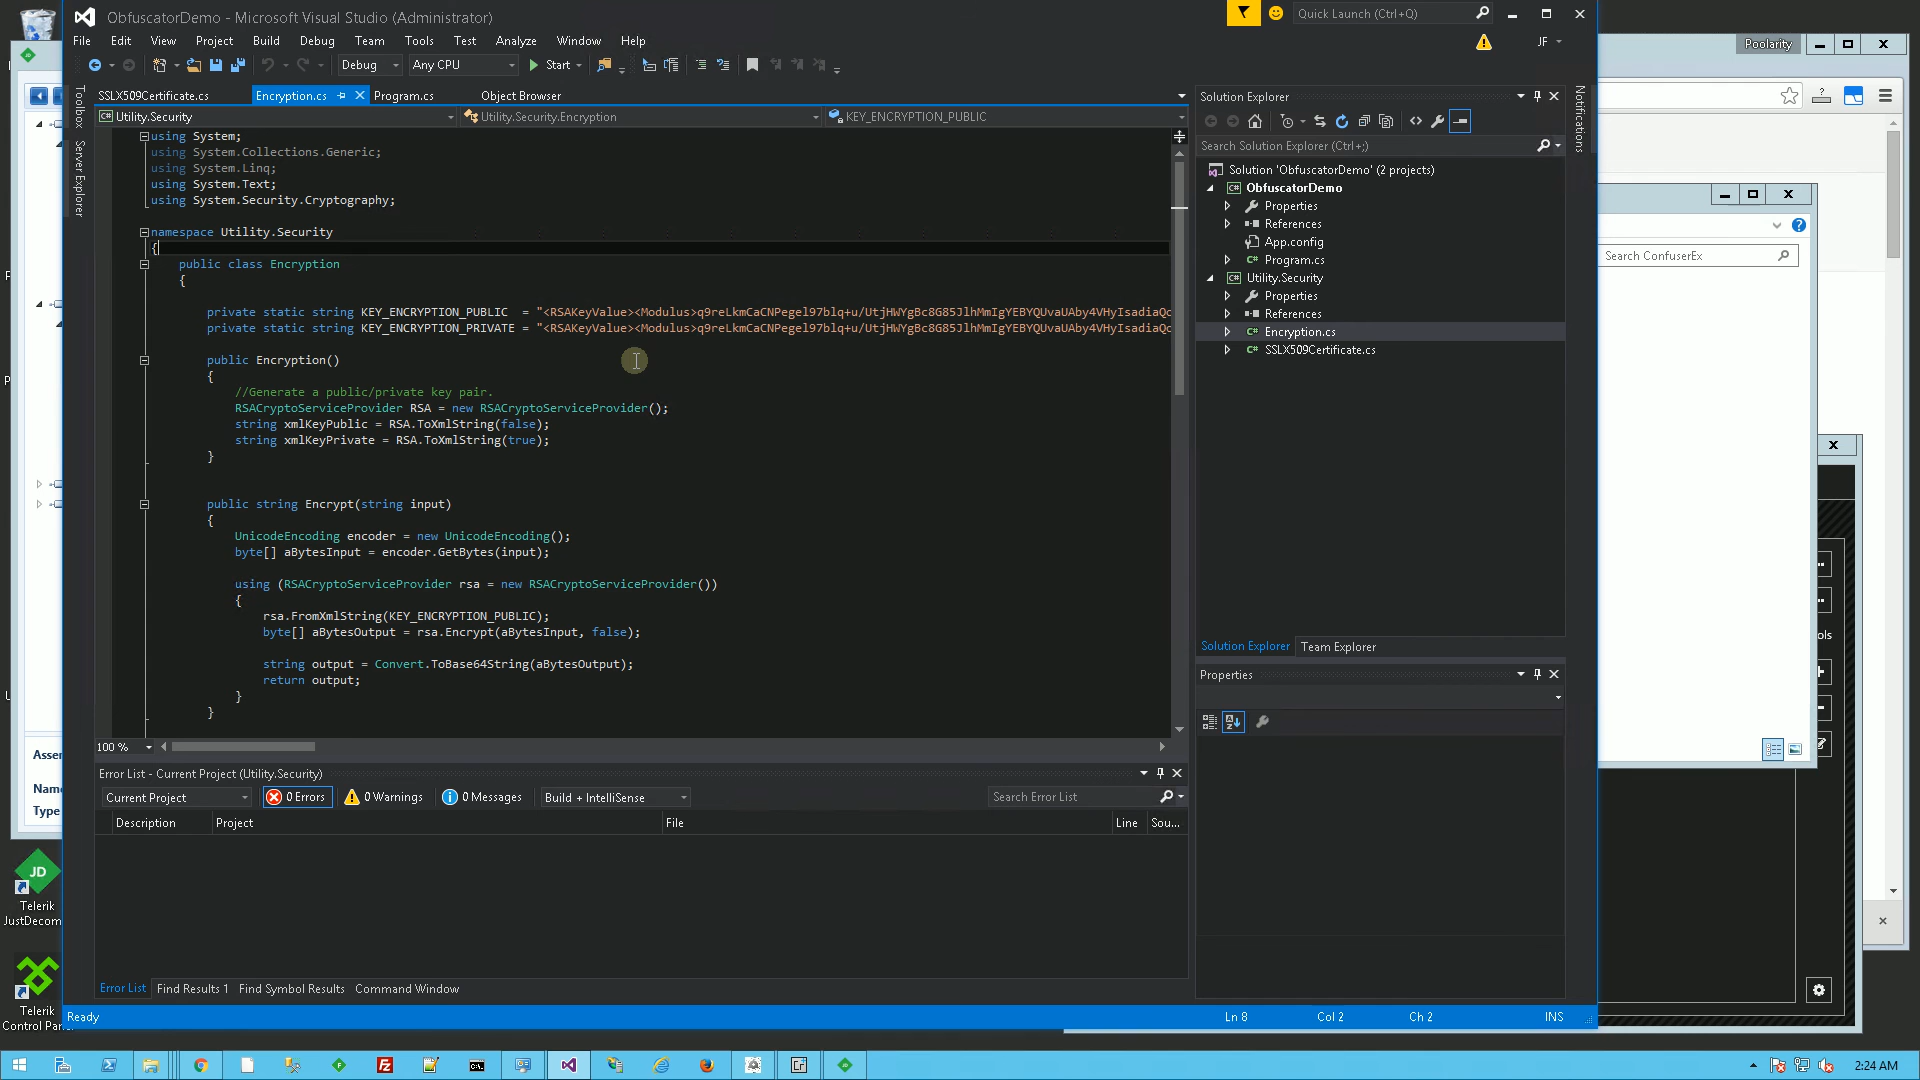 ObfuscatorDemo - Microsoft Visual Studio (Administrator)
Quick Launch (Ctrl+Q)
File Edit View Project Build Debug Team Tools Test Analyze Window Help
JF
Poolarity
Debug Any CPU Start
SSLX509Certificate.cs Encryption.cs Program.cs Object Browser
Utility.Security Utility.Security.Encryption KEY_ENCRYPTION_PUBLIC
Toolbox
Server Explorer
using System;
using System.Collections.Generic;
using System.Linq;
using System.Text;
using System.Security.Cryptography;
namespace Utility.Security
{
public class Encryption
{
private static string KEY_ENCRYPTION_PUBLIC = "<RSAKeyValue><Modulus>q9reLkmCaCNPegel97blq+u/UtjHWYgBc8G85JlhMmIgYEBYQUvaUAby4VHyIsadiaQc
private static string KEY_ENCRYPTION_PRIVATE = "<RSAKeyValue><Modulus>q9reLkmCaCNPegel97blq+u/UtjHWYgBc8G85JlhMmIgYEBYQUvaUAby4VHyIsadiaQc
public Encryption()
{
//Generate a public/private key pair.
RSACryptoServiceProvider RSA = new RSACryptoServiceProvider();
string xmlKeyPublic = RSA.ToXmlString(false);
string xmlKeyPrivate = RSA.ToXmlString(true);
}
public string Encrypt(string input)
{
UnicodeEncoding encoder = new UnicodeEncoding();
byte[] aBytesInput = encoder.GetBytes(input);
using (RSACryptoServiceProvider rsa = new RSACryptoServiceProvider())
{
rsa.FromXmlString(KEY_ENCRYPTION_PUBLIC);
byte[] aBytesOutput = rsa.Encrypt(aBytesInput, false);
string output = Convert.ToBase64String(aBytesOutput);
return output;
}
}
100 %
Error List - Current Project (Utility.Security)
Current Project 0 Errors 0 Warnings 0 Messages Build + IntelliSense Search Error List
Description Project File Line Sou...
Error List Find Results 1 Find Symbol Results Command Window
Ready Ln 8 Col 2 Ch 2 INS
Solution Explorer
Search Solution Explorer (Ctrl+;)
Solution 'ObfuscatorDemo' (2 projects)
ObfuscatorDemo
Properties
References
App.config
Program.cs
Utility.Security
Properties
References
Encryption.cs
SSLX509Certificate.cs
Solution Explorer Team Explorer
Properties
Notifications
Search ConfuserEx
ols
Assem
Name
Type
JD
Telerik
JustDecom
Telerik
Control Pan
2:24 AM